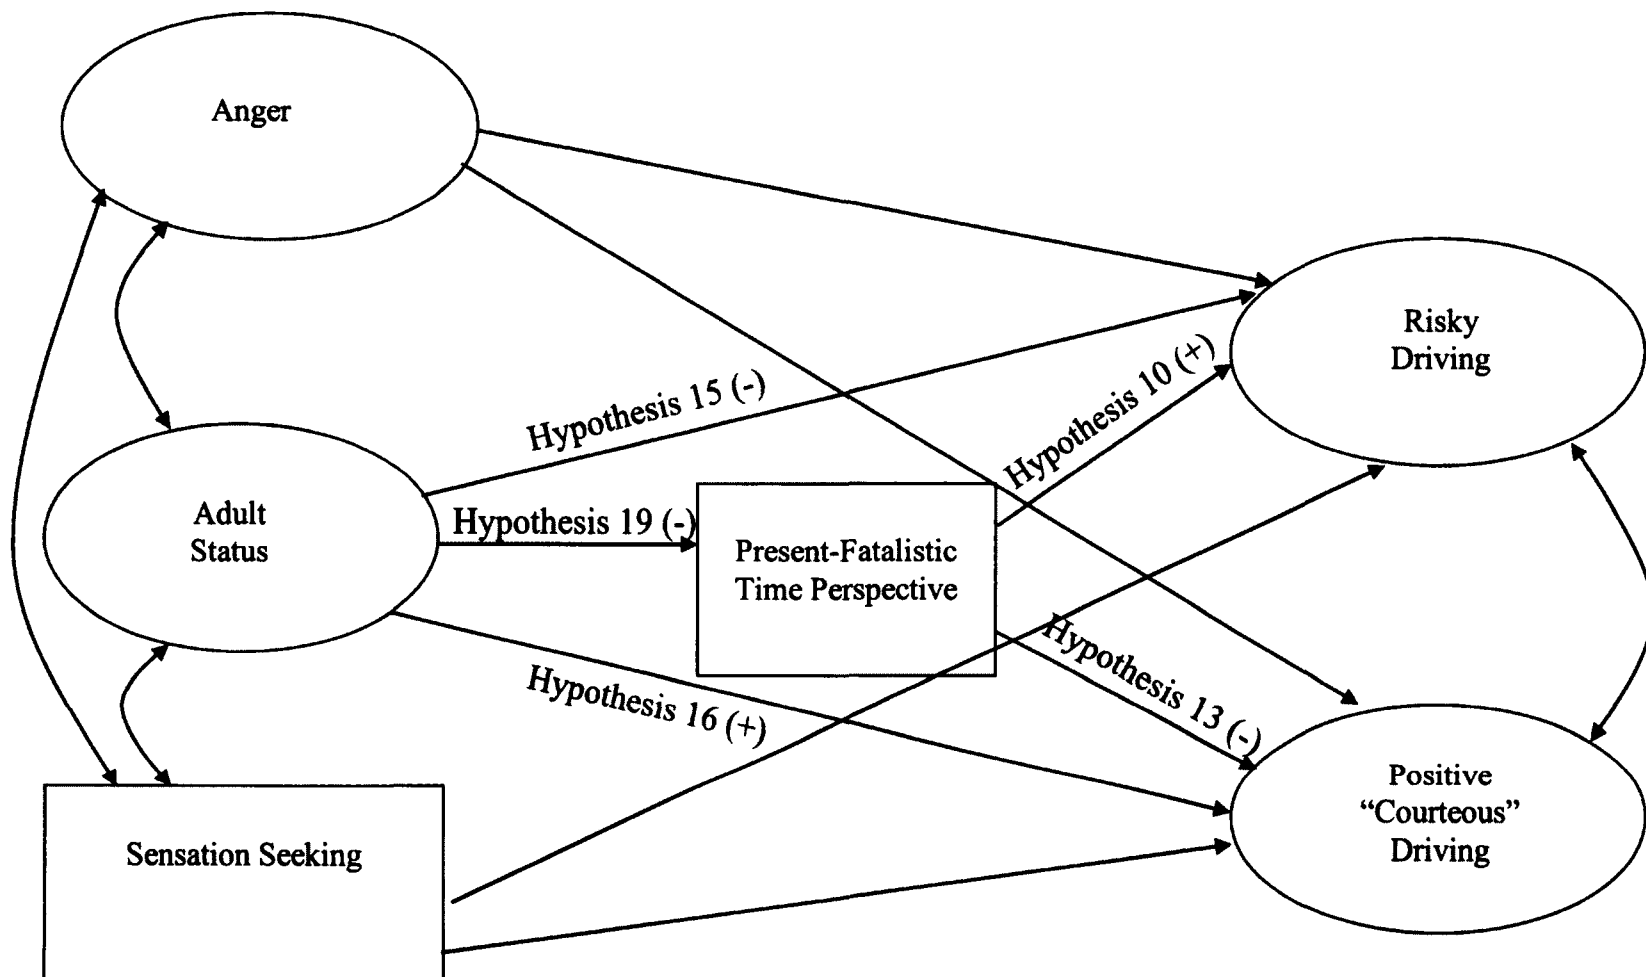 Anger
Risky
Driving
Hypothesis 10 (+)
Hypothesis 15 (-)
Adult
Status
Hypothesis 19 (-)
Present-Fatalistic
Time Perspective
Hypothesis 13 (-)
Hypothesis 16 (+)
Positive
“Courteous”
Driving
Sensation Seeking